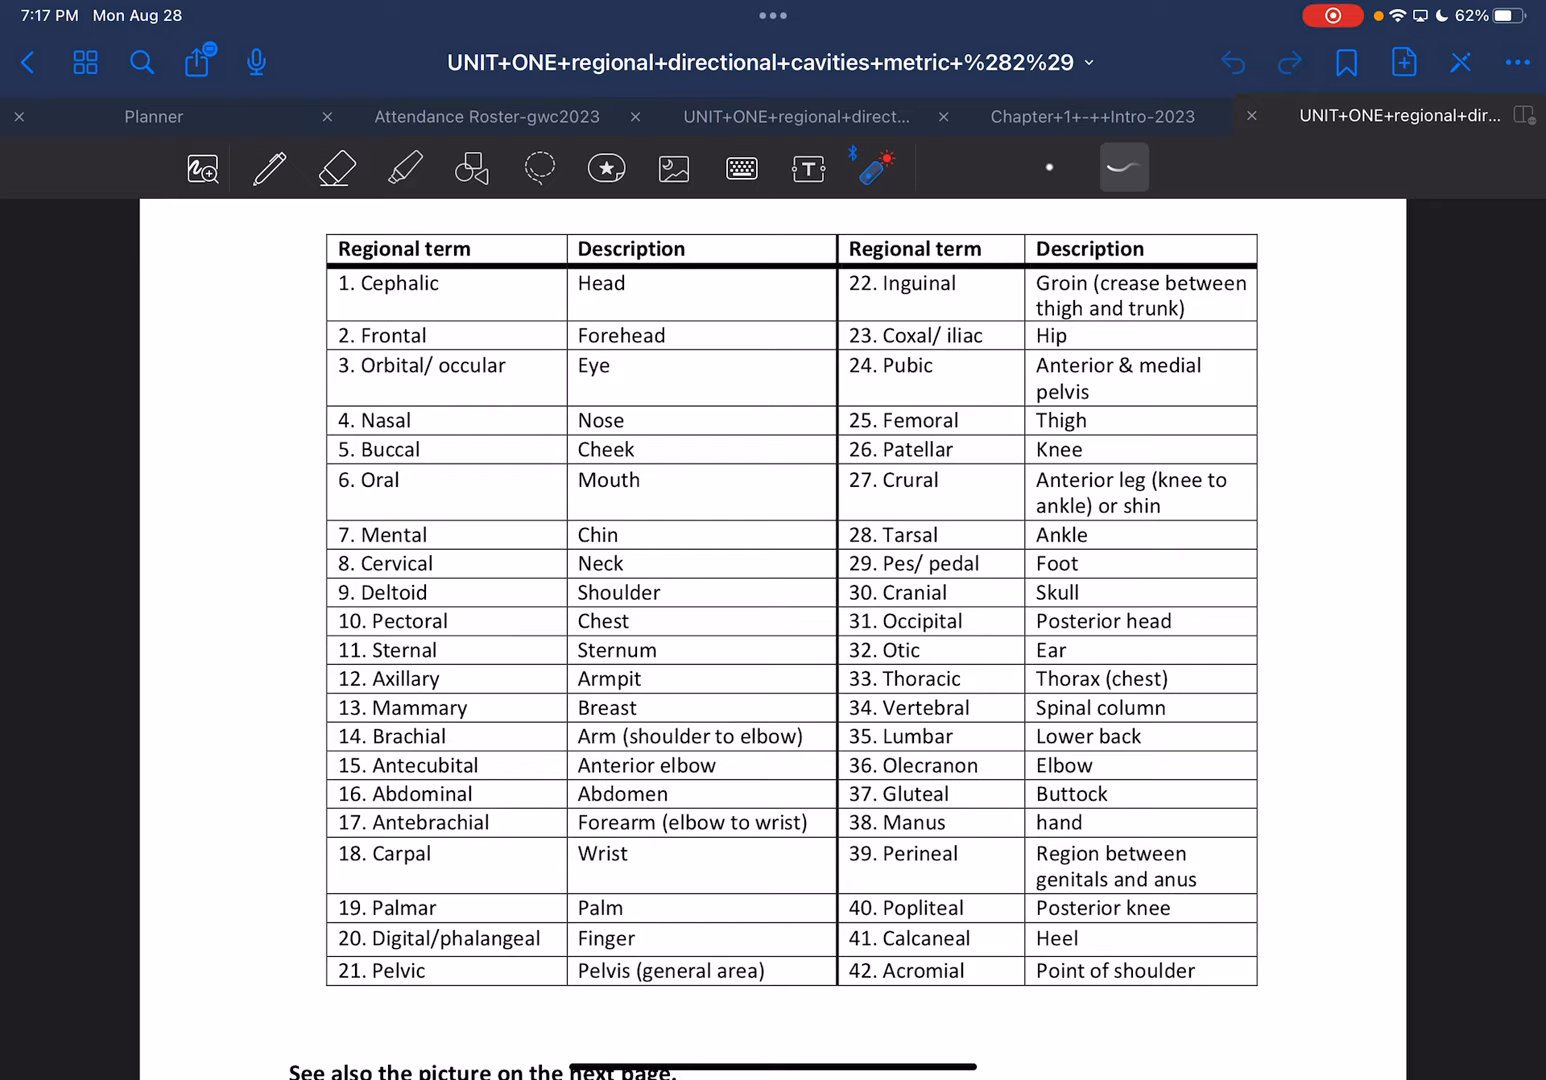 7:17 PM Mon Aug 28
62%
UNIT+ONE+regional+directional+cavities+metric+%282%29
Planner
Attendance Roster-gwc2023
UNIT+ONE+regional+direct...
Chapter+1+-++Intro-2023
UNIT+ONE+regional+dir...
T
Regional term Description Regional term Description
1. Cephalic Head 22. Inguinal Groin (crease between
thigh and trunk)
2. Frontal Forehead 23. Coxal/ iliac Hip
3. Orbital/ occular Eye 24. Pubic Anterior & medial
pelvis
4. Nasal Nose 25. Femoral Thigh
5. Buccal Cheek 26. Patellar Knee
6. Oral Mouth 27. Crural Anterior leg (knee to
ankle) or shin
7. Mental Chin 28. Tarsal Ankle
8. Cervical Neck 29. Pes/ pedal Foot
9. Deltoid Shoulder 30. Cranial Skull
10. Pectoral Chest 31. Occipital Posterior head
11. Sternal Sternum 32. Otic Ear
12. Axillary Armpit 33. Thoracic Thorax (chest)
13. Mammary Breast 34. Vertebral Spinal column
14. Brachial Arm (shoulder to elbow) 35. Lumbar Lower back
15. Antecubital Anterior elbow 36. Olecranon Elbow
16. Abdominal Abdomen 37. Gluteal Buttock
17. Antebrachial Forearm (elbow to wrist) 38. Manus hand
18. Carpal Wrist 39. Perineal Region between
genitals and anus
19. Palmar Palm 40. Popliteal Posterior knee
20. Digital/phalangeal Finger 41. Calcaneal Heel
21. Pelvic Pelvis (general area) 42. Acromial Point of shoulder
See also the picture on the next page.